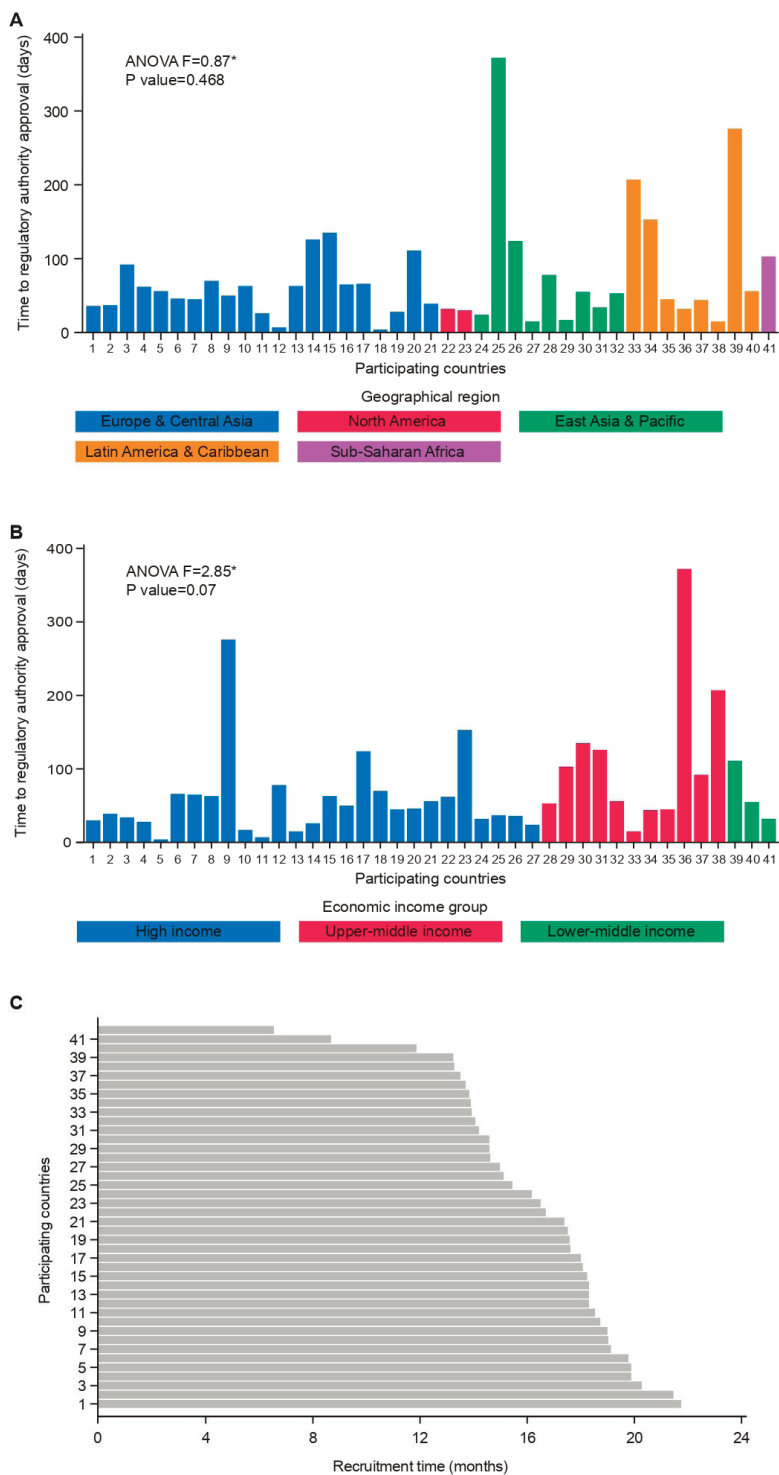 A
400
300
200
100
0
Time to regulatory authority approval (days)
ANOVA F=0.87*
P value=0.468
1 2 3 4 5 6 7 8 9 10 11 12 13 14 15 16 17 18 19 20 21 22 23 24 25 26 27 28 29 30 31 32 33 34 35 36 37 38 39 40 41
Participating countries
Geographical region
Europe & Central Asia North America East Asia & Pacific
Latin America & Caribbean Sub-Saharan Africa
B
400
300
200
100
0
Time to regulatory authority approval (days)
ANOVA F=2.85*
P value=0.07
1 2 3 4 5 6 7 8 9 10 11 12 13 14 15 16 17 18 19 20 21 22 23 24 25 26 27 28 29 30 31 32 33 34 35 36 37 38 39 40 41
Participating countries
Economic income group
High income Upper-middle income Lower-middle income
C
41
39
37
35
33
31
29
27
25
23
21
19
17
15
13
11
9
7
5
3
1
Participating countries
0 4 8 12 16 20 24
Recruitment time (months)